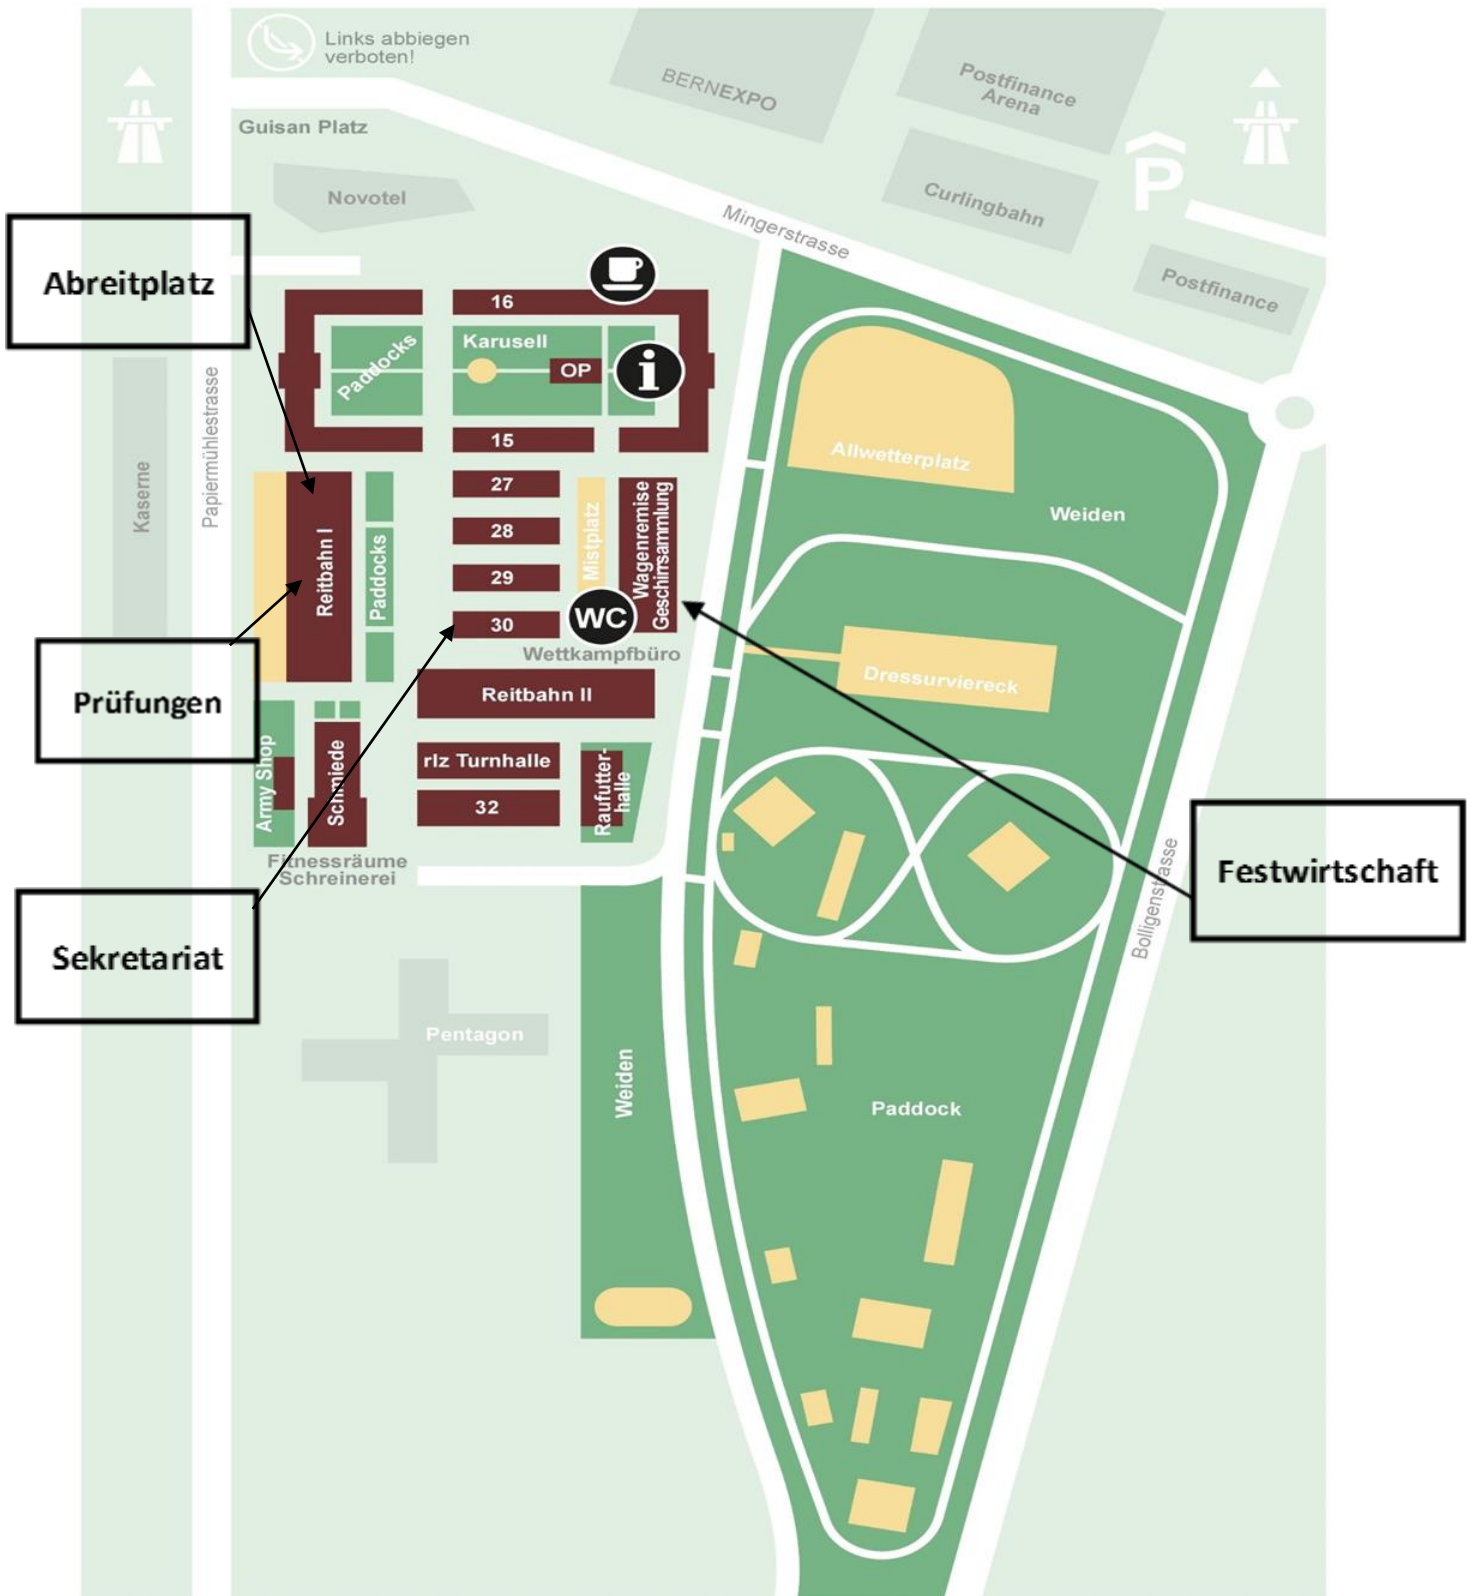 Links abbiegen
verboten!
BERNEXPO
Postfinance
Arena
Guisan Platz
P
Novotel
Curlingbahn
Mingerstrasse
Postfinance
Abreitplatz
16
Paddocks
Karusell
OP
i
15
Papiermühlestrasse
Kaserne
Allwetterplatz
Weiden
27
28
29
30
Mistplatz
Wagenremise
Geschirrsammlung
Reitbahn I
Paddocks
WC
Wettkampfbüro
Prüfungen
Reitbahn II
Dressurviereck
Army Shop
Schmiede
rlz Turnhalle
32
Raufutter-
halle
Fitnessräume
Schreinerei
Festwirtschaft
Bolligenstrasse
Sekretariat
Pentagon
Weiden
Paddock